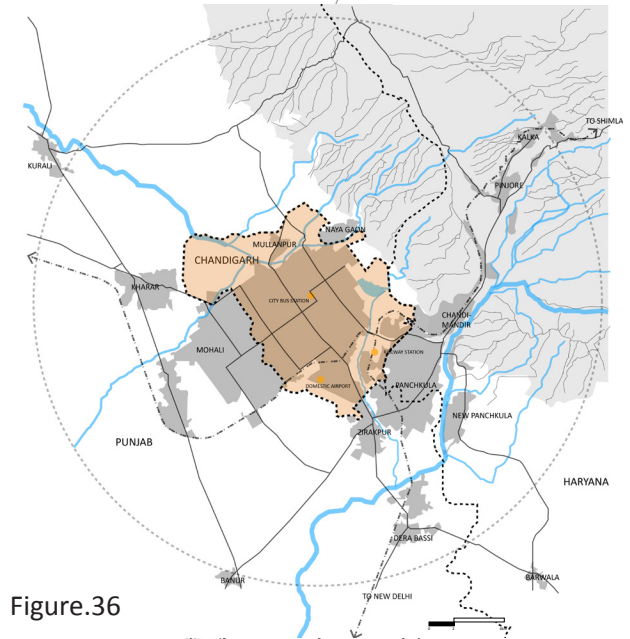 TO SHIMLA
KALKA
KURALI
PINJORE
NAYA GAON
MULLANPUR
CHANDIGARH
KHARAR
CITY BUS STATION
CHANDI-
MANDIR
MOHALI
RAILWAY STATION
DOMESTIC AIRPORT
PANCHKULA
NEW PANCHKULA
ZIRAKPUR
PUNJAB
HARYANA
DERA BASSI
BANUR
BARWALA
TO NEW DELHI
Figure.36